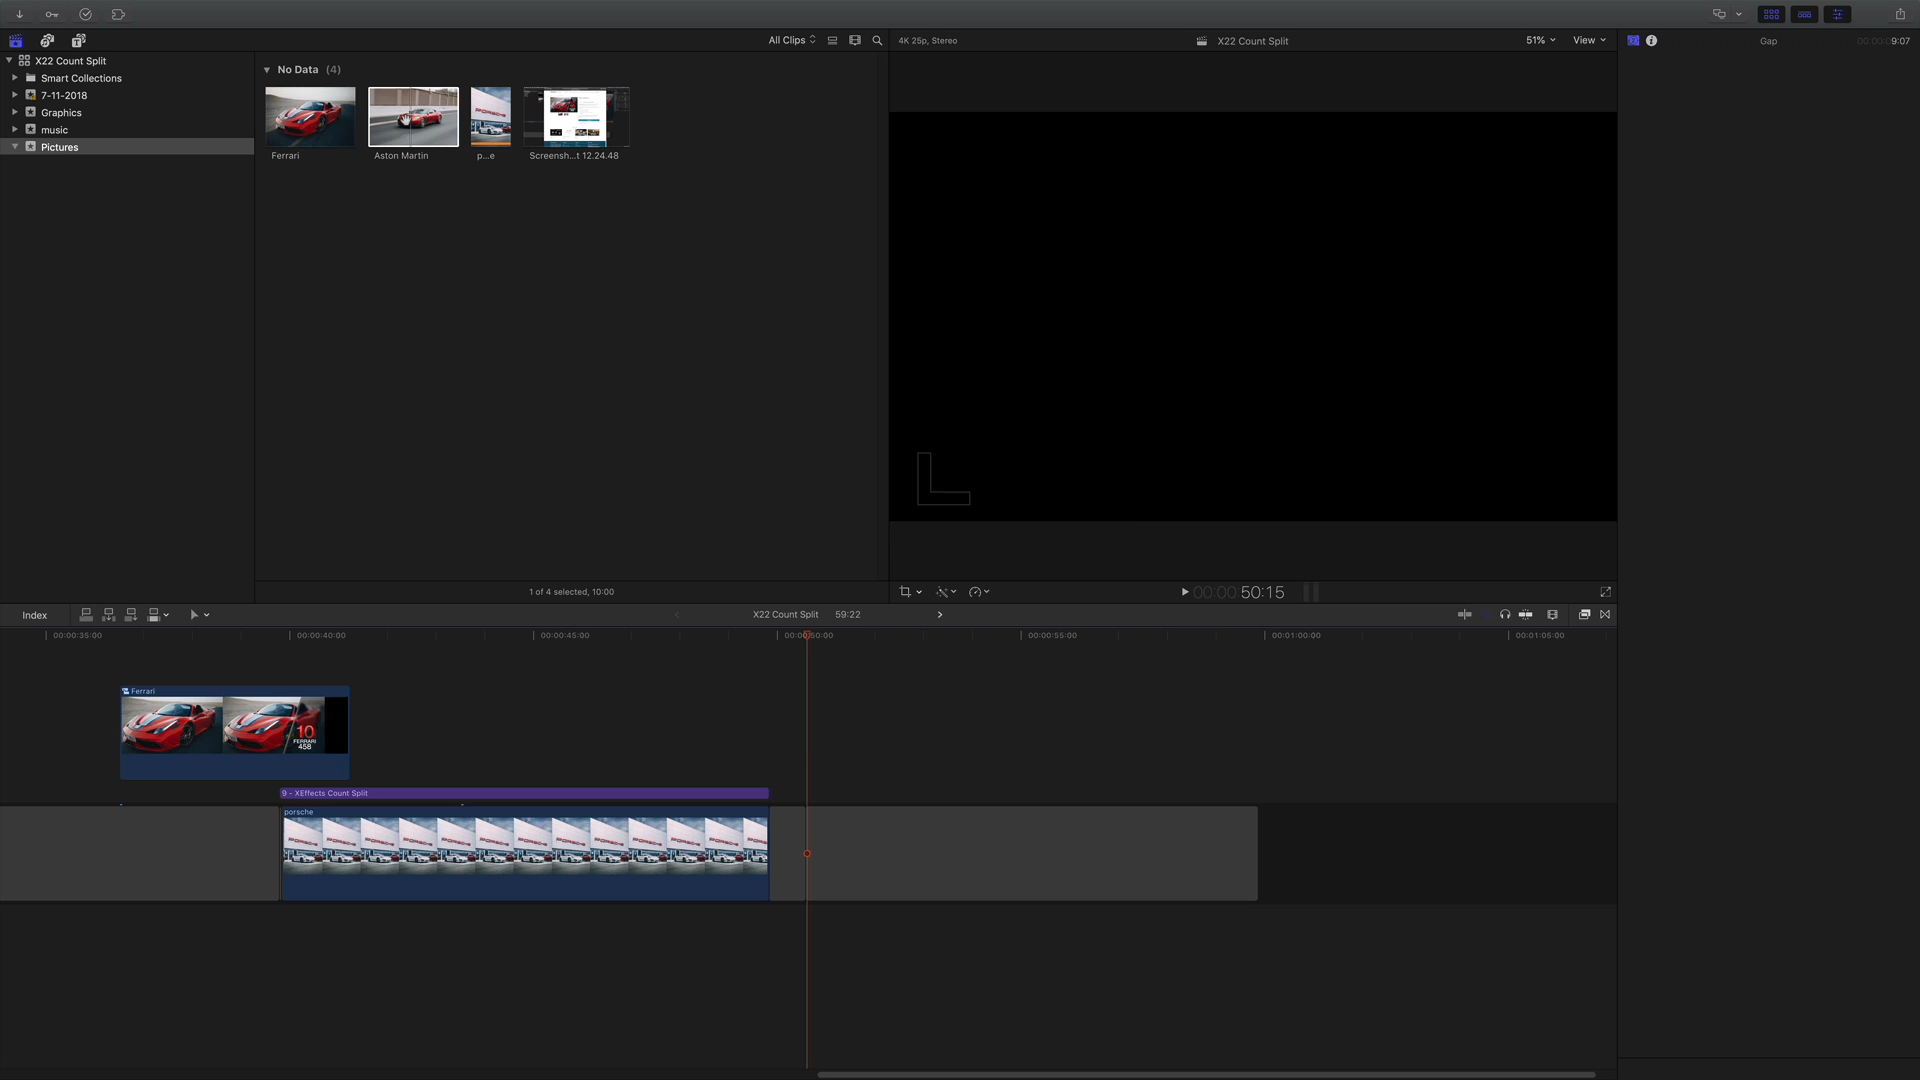 All Clips
4K 25p, Stereo
X22 Count Split
51%
View
Gap
00:00:09:07
X22 Count Split
Smart Collections
7-11-2018
Graphics
music
Pictures
No Data (4)
Ferrari
Aston Martin
p...e
Screensh...t 12.24.48
1 of 4 selected, 10:00
00:00:50:15
Index
X22 Count Split
59:22
00:00:35:00
00:00:40:00
00:00:45:00
00:00:50:00
00:00:55:00
00:01:00:00
00:01:05:00
Ferrari
10
FERRARI
458
9 - XEffects Count Split
porsche
PORSCHE